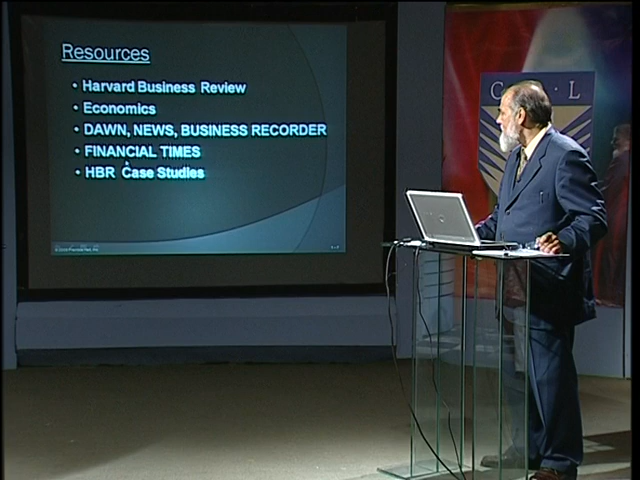 Resources
• Harvard Business Review
• Economics
• DAWN, NEWS, BUSINESS RECORDER
• FINANCIAL TIMES
• HBR Case Studies
C L